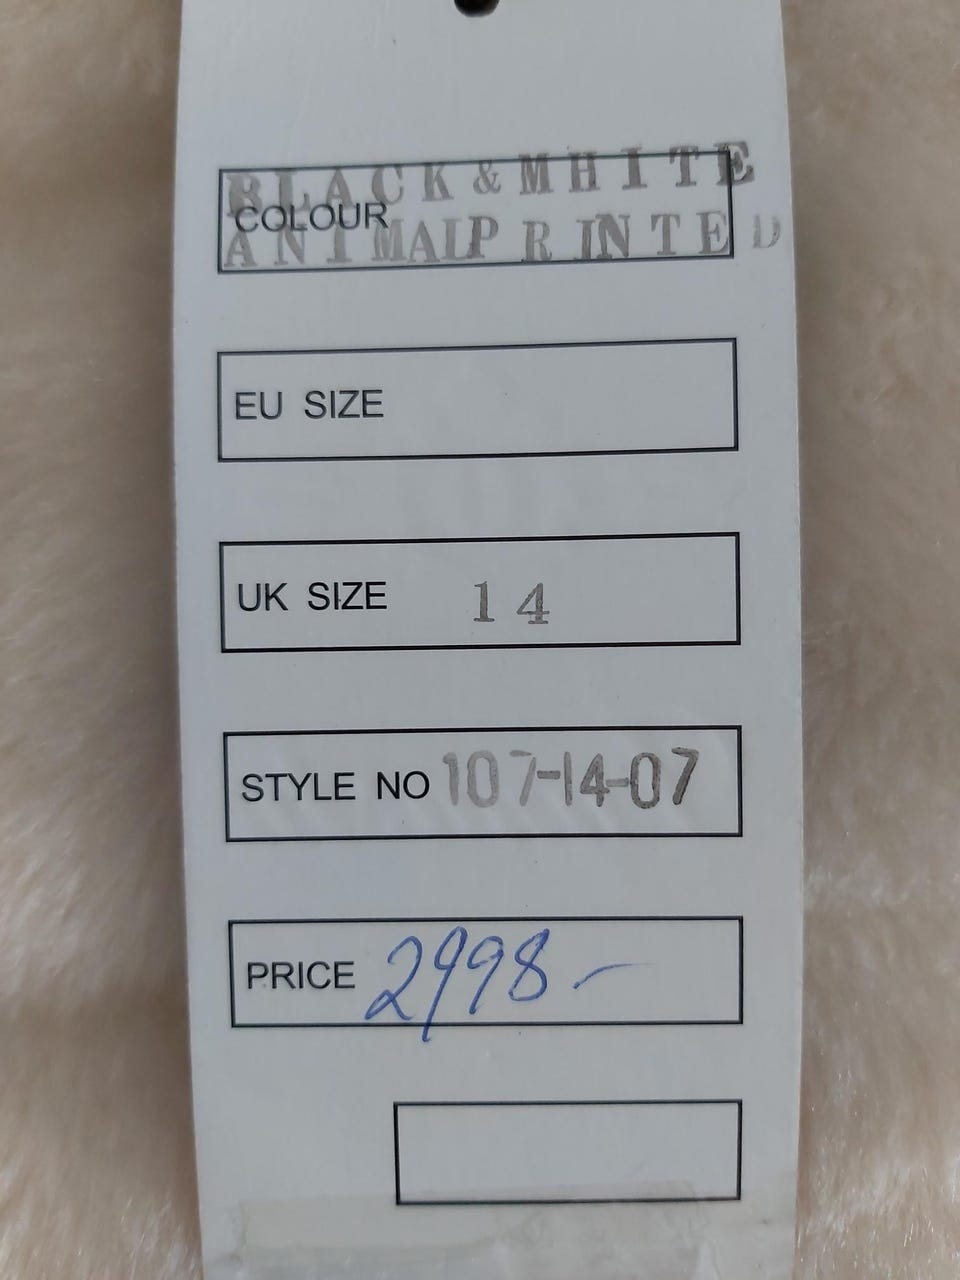 BLACK & MHITE
COLOUR
ANIMALPRINTED
EU SIZE
UK SIZE 14
STYLE NO 107-14-07
PRICE 2998-